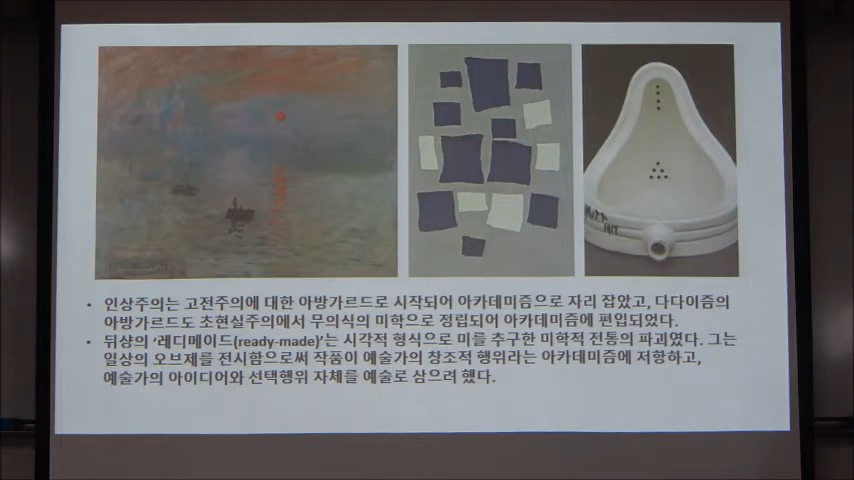 • 인상주의는 고전주의에 대한 아방가르드로 시작되어 아카데미즘으로 자리 잡았고, 다다이즘의
아방가르드도 초현실주의에서 무의식의 미학으로 정립되어 아카데미즘에 편입되었다.
• 뒤샹의 '레디메이드(ready-made)'는 시각적 형식으로 미를 추구한 미학적 전통의 파괴였다. 그는
일상의 오브제를 전시함으로써 작품이 예술가의 창조적 행위라는 아카데미즘에 저항하고,
예술가의 아이디어와 선택행위 자체를 예술로 삼으려 했다.